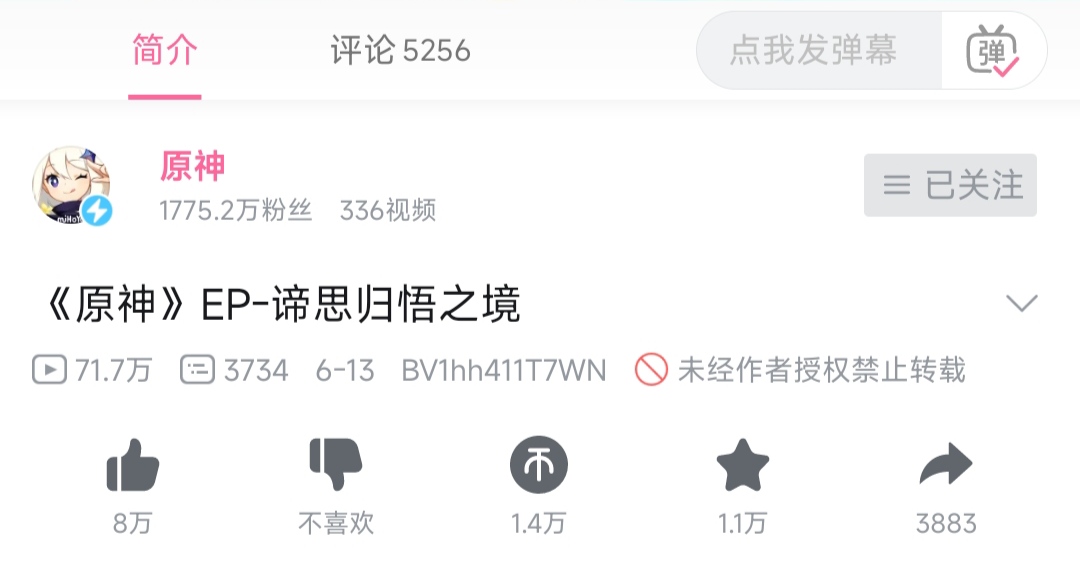 简介 评论 5256 点我发弹幕 弹
原神
miHoY
1775.2万粉丝 336视频 已关注
《原神》EP-谛思归悟之境
71.7万 3734 6-13 BV1hh411T7WN 未经作者授权禁止转载
8万 不喜欢 1.4万 1.1万 3883